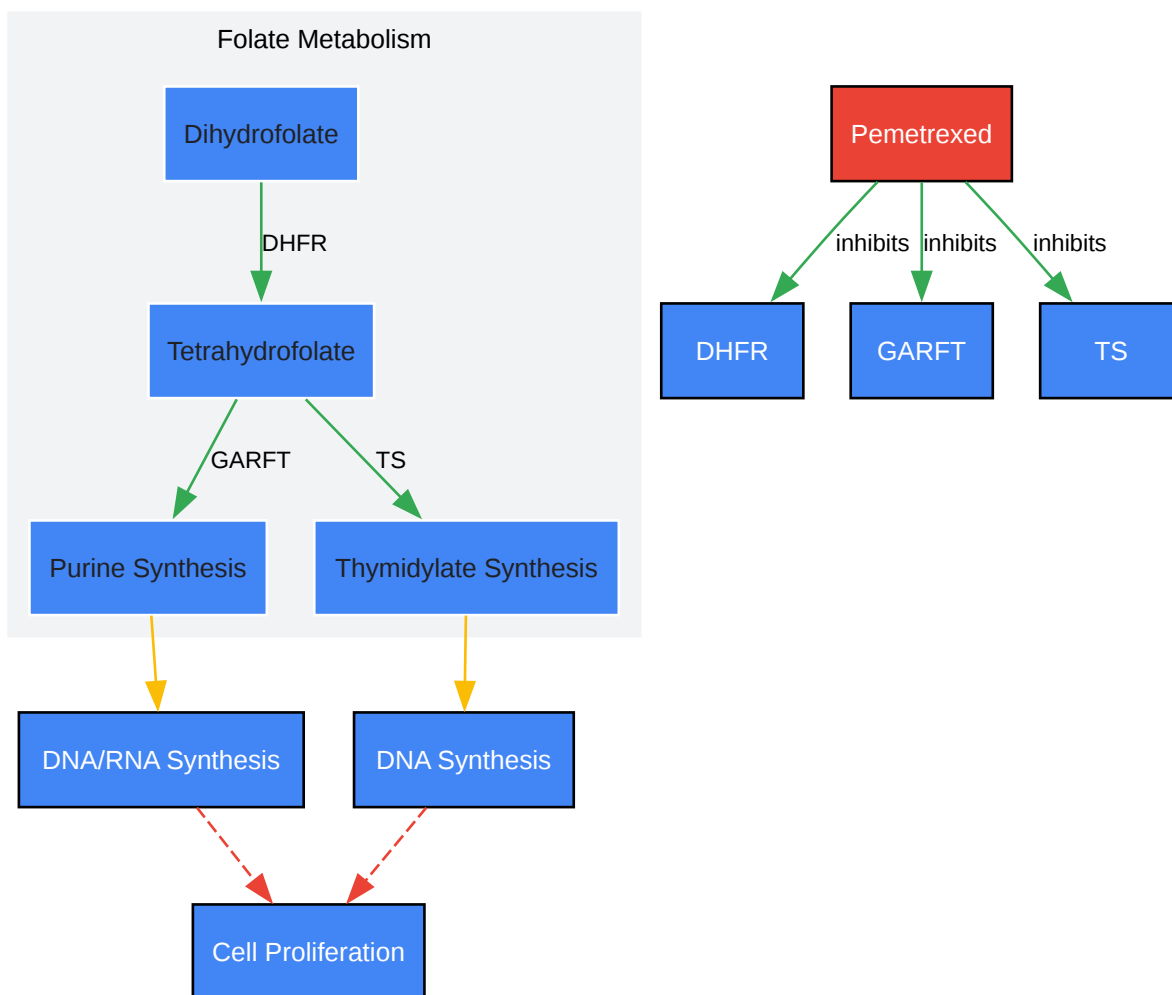 Folate Metabolism
Dihydrofolate
DHFR
Tetrahydrofolate
GARFT
TS
Purine Synthesis
Thymidylate Synthesis
DNA/RNA Synthesis
DNA Synthesis
Cell Proliferation
Pemetrexed
inhibits
inhibits
inhibits
DHFR
GARFT
TS